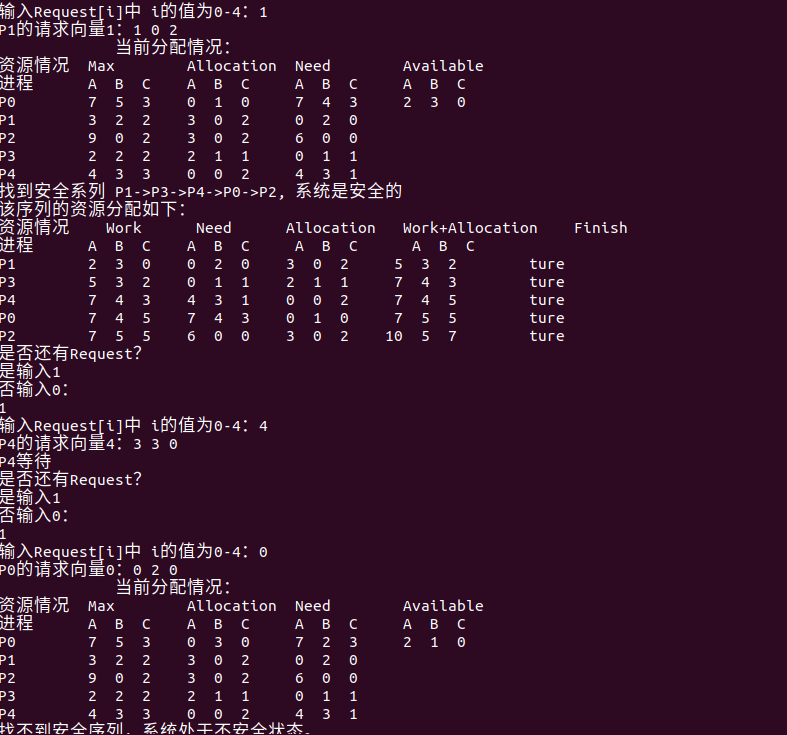 输入Request[i]中 i的值为0-4：1
P1的请求向量1：1 0 2
当前分配情况：
资源情况 Max Allocation Need Available
进程 A B C A B C A B C A B C
P0 7 5 3 0 1 0 7 4 3 2 3 0
P1 3 2 2 3 0 2 0 2 0
P2 9 0 2 3 0 2 6 0 0
P3 2 2 2 2 1 1 0 1 1
P4 4 3 3 0 0 2 4 3 1
找到安全系列 P1->P3->P4->P0->P2, 系统是安全的
该序列的资源分配如下：
资源情况 Work Need Allocation Work+Allocation Finish
进程 A B C A B C A B C A B C
P1 2 3 0 0 2 0 3 0 2 5 3 2 ture
P3 5 3 2 0 1 1 2 1 1 7 4 3 ture
P4 7 4 3 4 3 1 0 0 2 7 4 5 ture
P0 7 4 5 7 4 3 0 1 0 7 5 5 ture
P2 7 5 5 6 0 0 3 0 2 10 5 7 ture
是否还有Request？
是输入1
否输入0：
1
输入Request[i]中 i的值为0-4：4
P4的请求向量4：3 3 0
P4等待
是否还有Request？
是输入1
否输入0：
1
输入Request[i]中 i的值为0-4：0
P0的请求向量0：0 2 0
当前分配情况：
资源情况 Max Allocation Need Available
进程 A B C A B C A B C A B C
P0 7 5 3 0 3 0 7 2 3 2 1 0
P1 3 2 2 3 0 2 0 2 0
P2 9 0 2 3 0 2 6 0 0
P3 2 2 2 2 1 1 0 1 1
P4 4 3 3 0 0 2 4 3 1
找不到安全序列，系统处于不安全状态。